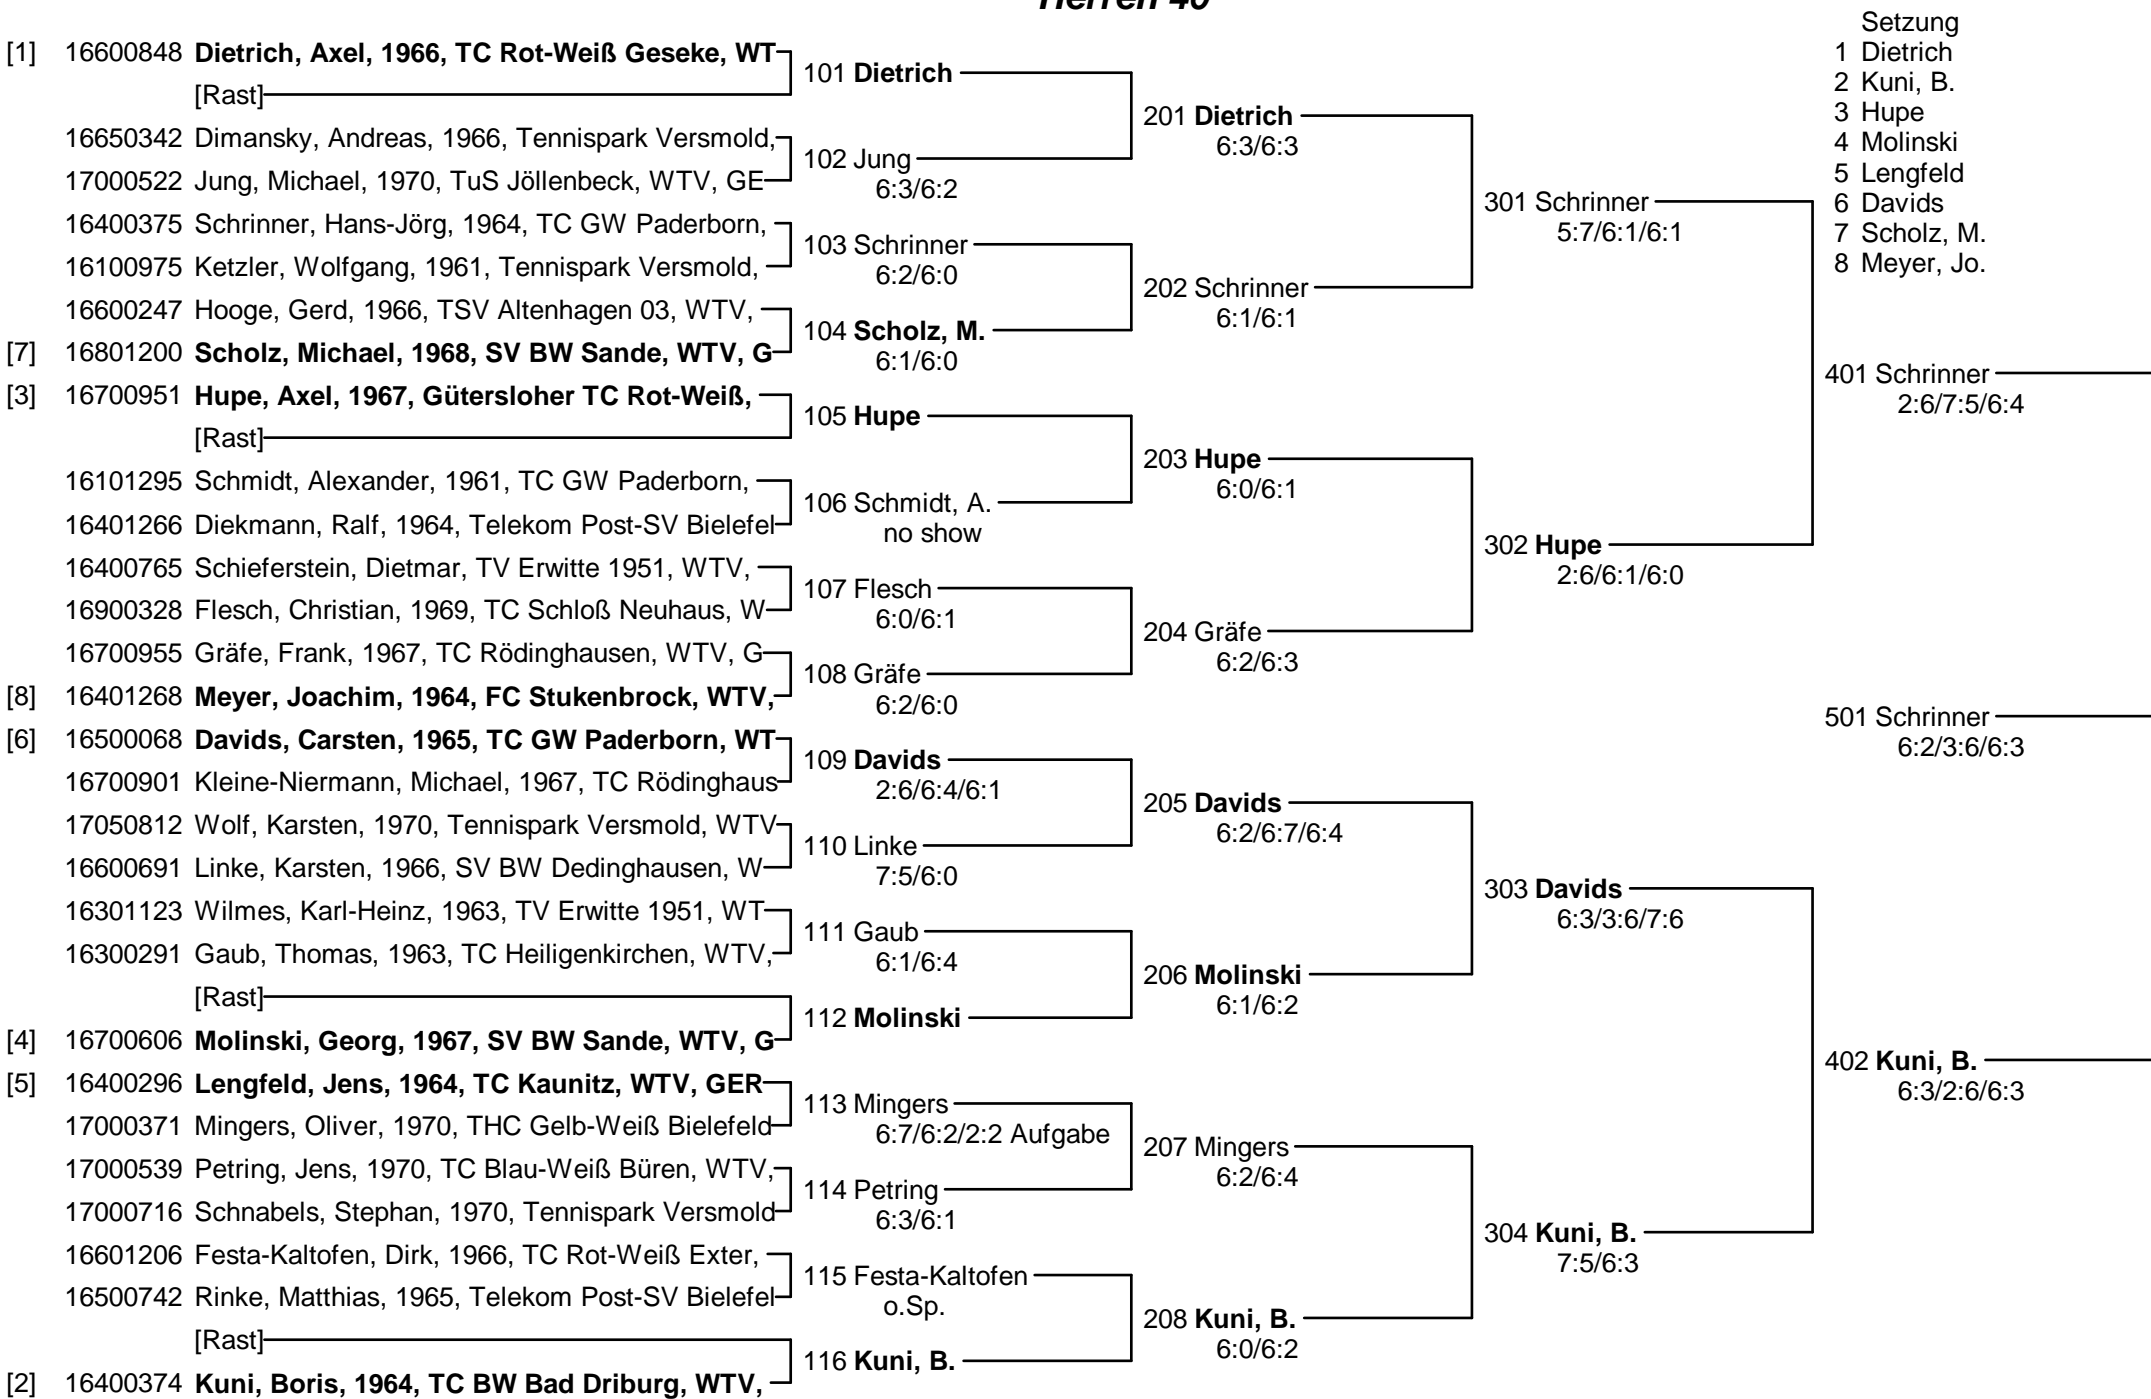 Herren 40
[1] 16600848 Dietrich, Axel, 1966, TC Rot-Weiß Geseke, WT
[Rast]
16650342 Dimansky, Andreas, 1966, Tennispark Versmold,
17000522 Jung, Michael, 1970, TuS Jöllenbeck, WTV, GE
16400375 Schrinner, Hans-Jörg, 1964, TC GW Paderborn,
16100975 Ketzler, Wolfgang, 1961, Tennispark Versmold,
16600247 Hooge, Gerd, 1966, TSV Altenhagen 03, WTV,
[7] 16801200 Scholz, Michael, 1968, SV BW Sande, WTV, G
[3] 16700951 Hupe, Axel, 1967, Gütersloher TC Rot-Weiß,
[Rast]
16101295 Schmidt, Alexander, 1961, TC GW Paderborn,
16401266 Diekmann, Ralf, 1964, Telekom Post-SV Bielefel
16400765 Schieferstein, Dietmar, TV Erwitte 1951, WTV,
16900328 Flesch, Christian, 1969, TC Schloß Neuhaus, W
16700955 Gräfe, Frank, 1967, TC Rödinghausen, WTV, G
[8] 16401268 Meyer, Joachim, 1964, FC Stukenbrock, WTV,
[6] 16500068 Davids, Carsten, 1965, TC GW Paderborn, WT
16700901 Kleine-Niermann, Michael, 1967, TC Rödinghaus
17050812 Wolf, Karsten, 1970, Tennispark Versmold, WTV
16600691 Linke, Karsten, 1966, SV BW Dedinghausen, W
16301123 Wilmes, Karl-Heinz, 1963, TV Erwitte 1951, WT
16300291 Gaub, Thomas, 1963, TC Heiligenkirchen, WTV,
[Rast]
[4] 16700606 Molinski, Georg, 1967, SV BW Sande, WTV, G
[5] 16400296 Lengfeld, Jens, 1964, TC Kaunitz, WTV, GER
17000371 Mingers, Oliver, 1970, THC Gelb-Weiß Bielefeld
17000539 Petring, Jens, 1970, TC Blau-Weiß Büren, WTV,
17000716 Schnabels, Stephan, 1970, Tennispark Versmold
16601206 Festa-Kaltofen, Dirk, 1966, TC Rot-Weiß Exter,
16500742 Rinke, Matthias, 1965, Telekom Post-SV Bielefel
[Rast]
[2] 16400374 Kuni, Boris, 1964, TC BW Bad Driburg, WTV,
101 Dietrich
102 Jung
6:3/6:2
103 Schrinner
6:2/6:0
104 Scholz, M.
6:1/6:0
105 Hupe
106 Schmidt, A.
no show
107 Flesch
6:0/6:1
108 Gräfe
6:2/6:0
109 Davids
2:6/6:4/6:1
110 Linke
7:5/6:0
111 Gaub
6:1/6:4
112 Molinski
113 Mingers
6:7/6:2/2:2 Aufgabe
114 Petring
6:3/6:1
115 Festa-Kaltofen
o.Sp.
116 Kuni, B.
201 Dietrich
6:3/6:3
202 Schrinner
6:1/6:1
203 Hupe
6:0/6:1
204 Gräfe
6:2/6:3
205 Davids
6:2/6:7/6:4
206 Molinski
6:1/6:2
207 Mingers
6:2/6:4
208 Kuni, B.
6:0/6:2
301 Schrinner
5:7/6:1/6:1
302 Hupe
2:6/6:1/6:0
303 Davids
6:3/3:6/7:6
304 Kuni, B.
7:5/6:3
Setzung
1 Dietrich
2 Kuni, B.
3 Hupe
4 Molinski
5 Lengfeld
6 Davids
7 Scholz, M.
8 Meyer, Jo.
401 Schrinner
2:6/7:5/6:4
501 Schrinner
6:2/3:6/6:3
402 Kuni, B.
6:3/2:6/6:3